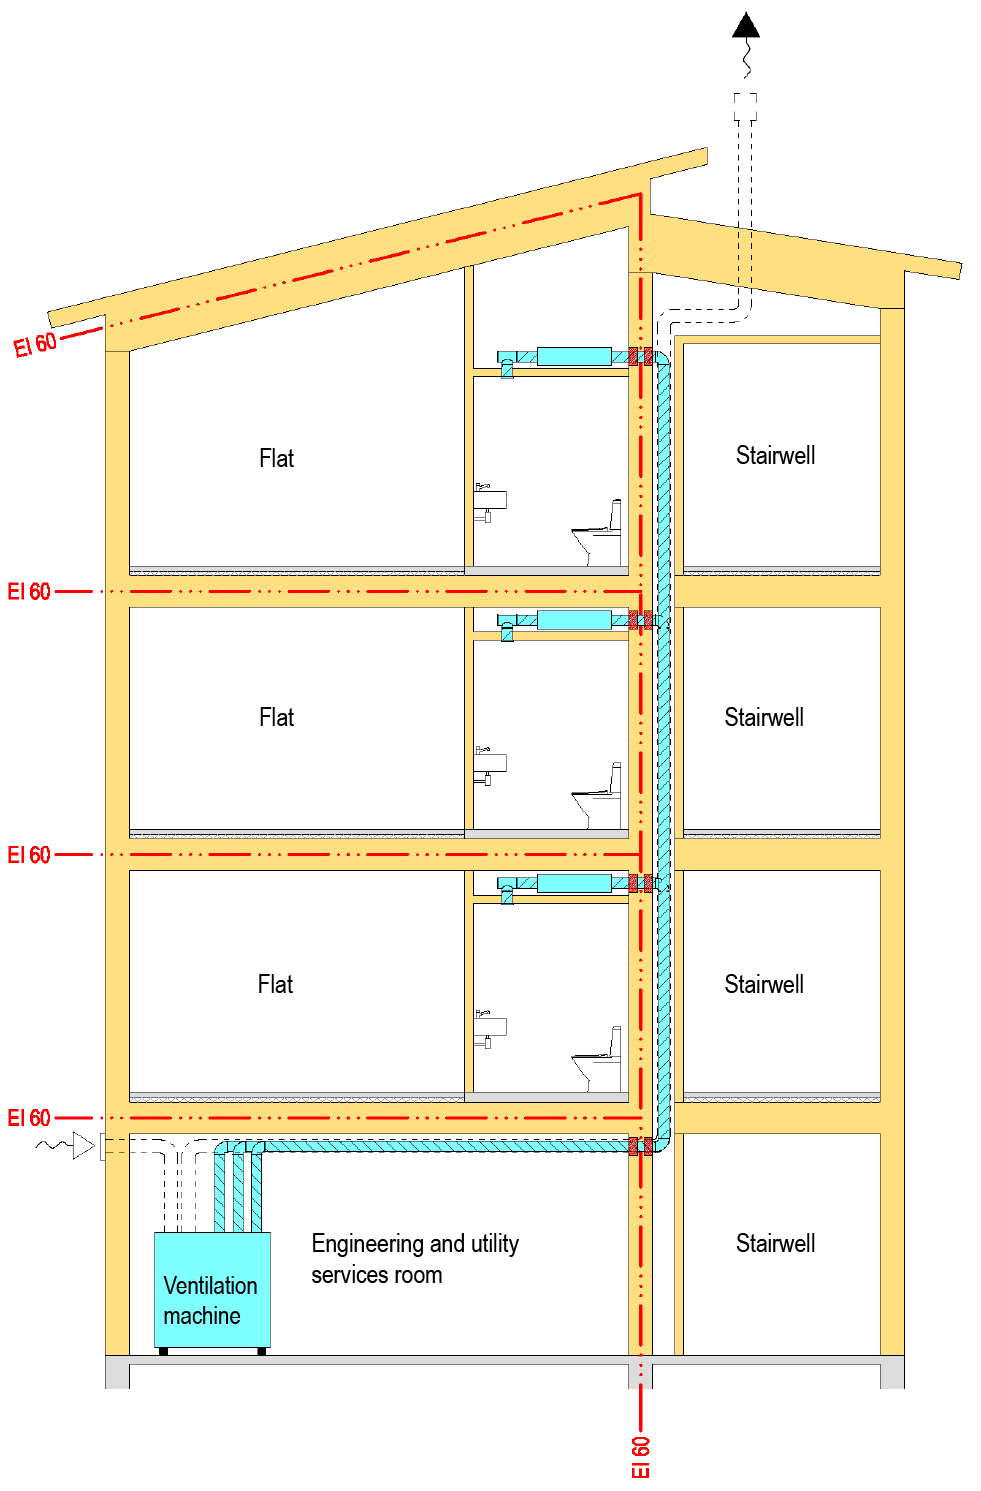 EI 60
Flat
Stairwell
EI 60
Flat
Stairwell
EI 60
Flat
Stairwell
EI 60
Engineering and utility
services room
Stairwell
Ventilation
machine
EI 60